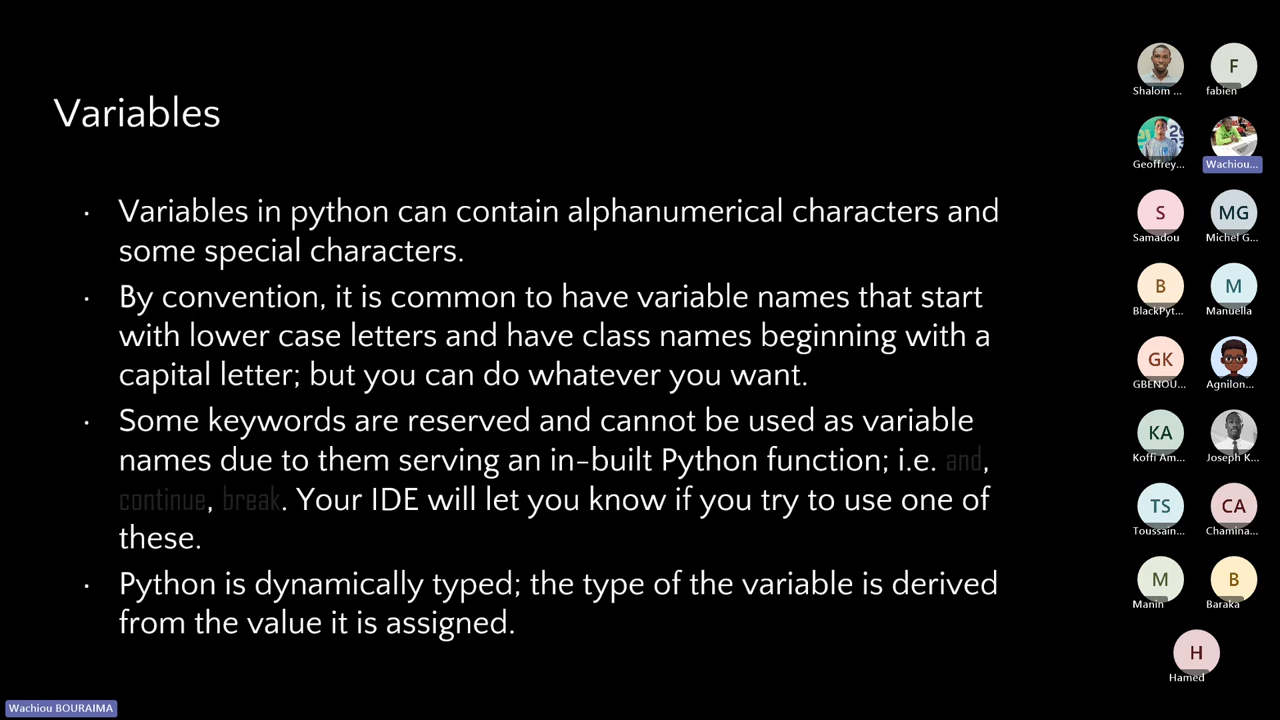 Variables
· Variables in python can contain alphanumerical characters and
some special characters.
· By convention, it is common to have variable names that start
with lower case letters and have class names beginning with a
capital letter; but you can do whatever you want.
· Some keywords are reserved and cannot be used as variable
names due to them serving an in-built Python function; i.e. and,
continue, break. Your IDE will let you know if you try to use one of
these.
· Python is dynamically typed; the type of the variable is derived
from the value it is assigned.
Wachiou BOURAIMA
Shalom ...
F
fabien
Geoffrey...
Wachiou...
S
Samadou
MG
Michel G...
B
BlackPyt...
M
Manuella
GK
GBENOU...
Agnilon...
KA
Koffi Am...
Joseph K...
TS
Toussain...
CA
Chamina...
M
Manin
B
Baraka
H
Hamed